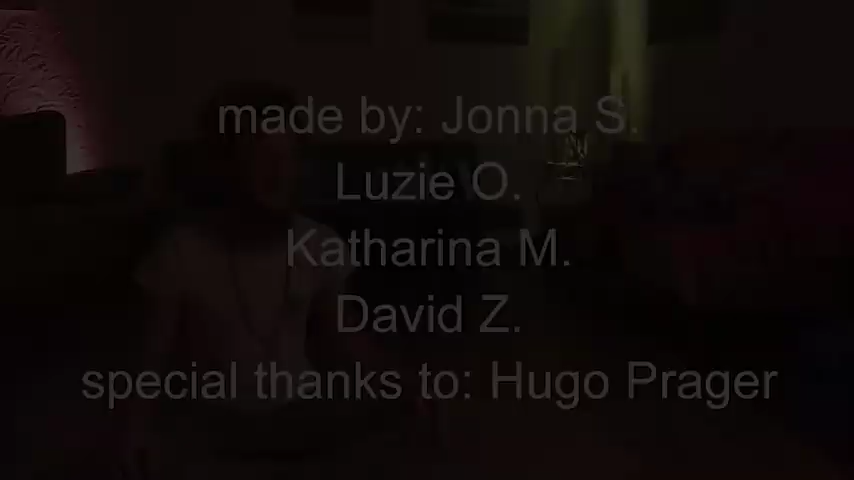 made by: Jonna S.
Luzie O.
Katharina M.
David Z.
special thanks to: Hugo Prager